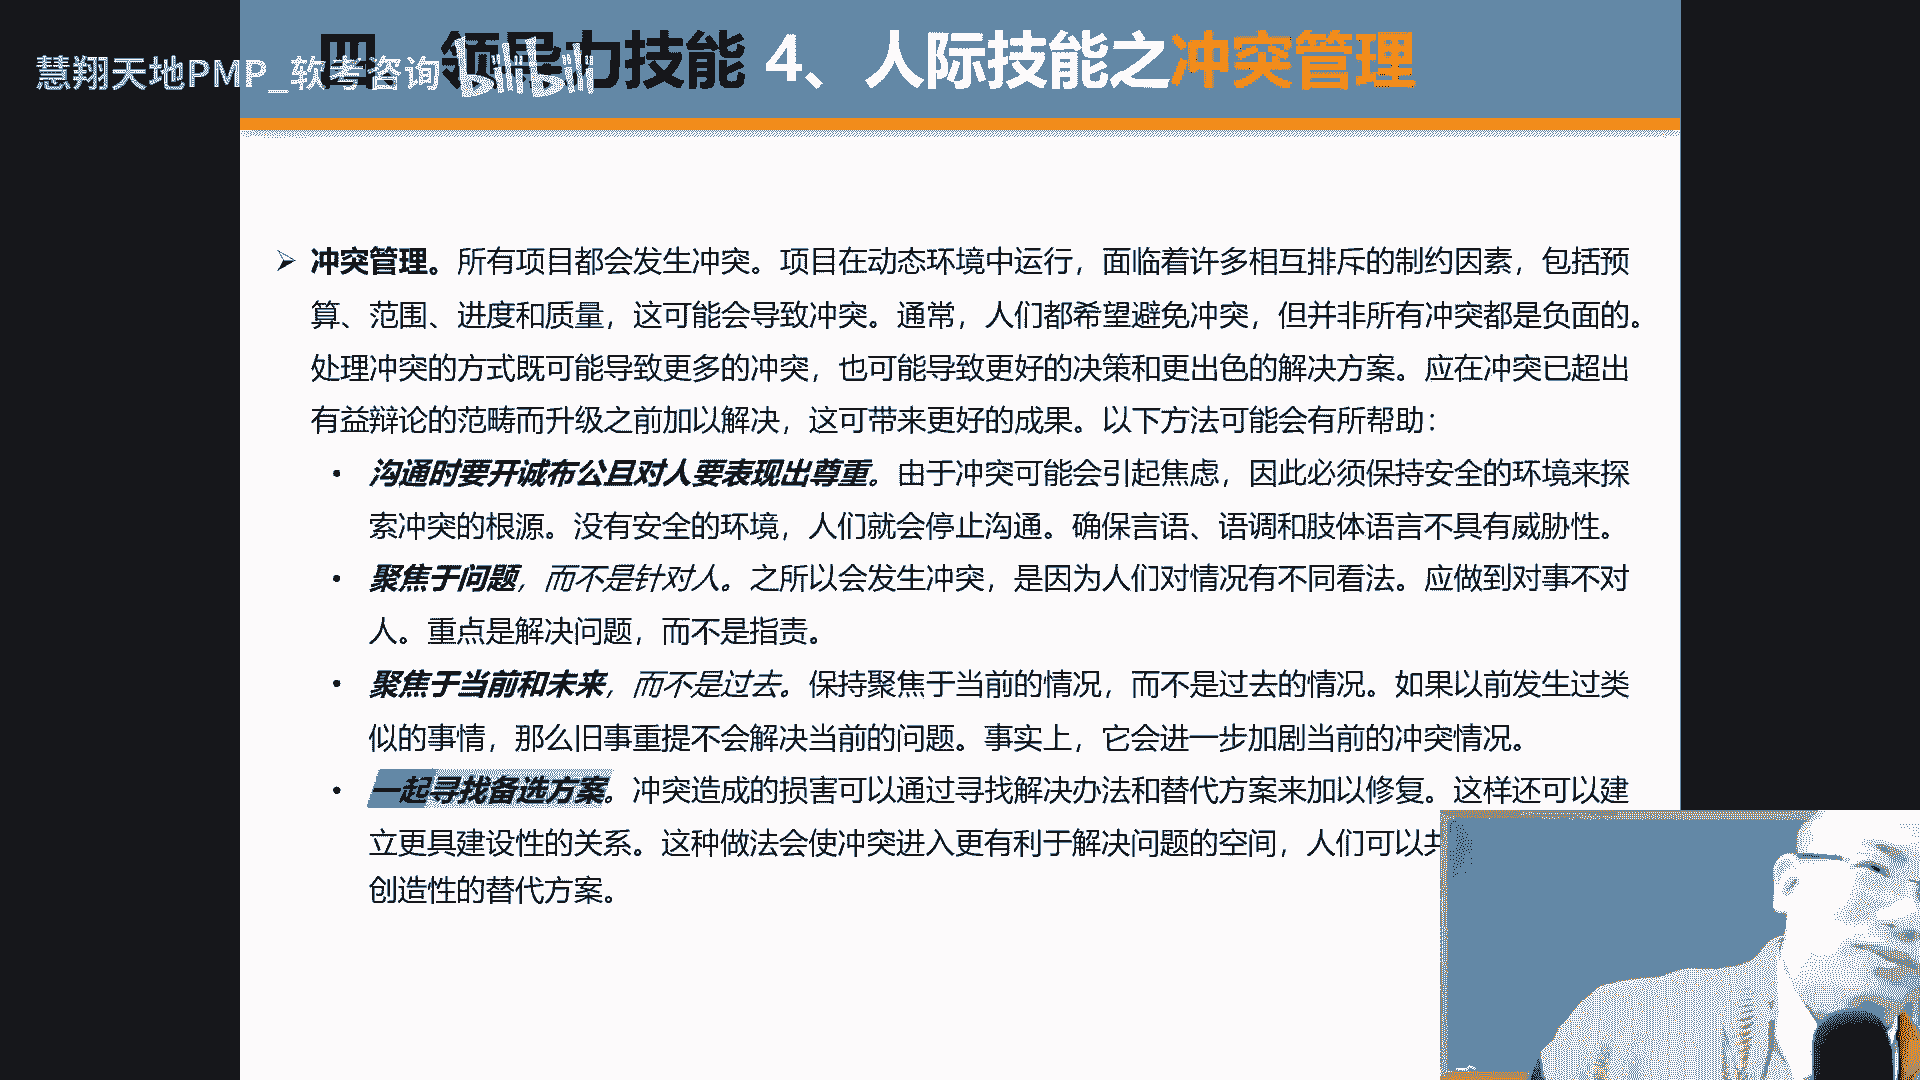 慧翔天地PMP_软考咨询 bilibili
四 领导力技能 4、人际技能之冲突管理
➢ 冲突管理。所有项目都会发生冲突。项目在动态环境中运行，面临着许多相互排斥的制约因素，包括预
算、范围、进度和质量，这可能会导致冲突。通常，人们都希望避免冲突，但并非所有冲突都是负面的。
处理冲突的方式既可能导致更多的冲突，也可能导致更好的决策和更出色的解决方案。应在冲突已超出
有益辩论的范畴而升级之前加以解决，这可带来更好的成果。以下方法可能会有所帮助：
• 沟通时要开诚布公且对人要表现出尊重。由于冲突可能会引起焦虑，因此必须保持安全的环境来探
索冲突的根源。没有安全的环境，人们就会停止沟通。确保言语、语调和肢体语言不具有威胁性。
• 聚焦于问题，而不是针对人。之所以会发生冲突，是因为人们对情况有不同看法。应做到对事不对
人。重点是解决问题，而不是指责。
• 聚焦于当前和未来，而不是过去。保持聚焦于当前的情况，而不是过去的情况。如果以前发生过类
似的事情，那么旧事重提不会解决当前的问题。事实上，它会进一步加剧当前的冲突情况。
• 一起寻找备选方案。冲突造成的损害可以通过寻找解决办法和替代方案来加以修复。这样还可以建
立更具建设性的关系。这种做法会使冲突进入更有利于解决问题的空间，人们可以
创造性的替代方案。